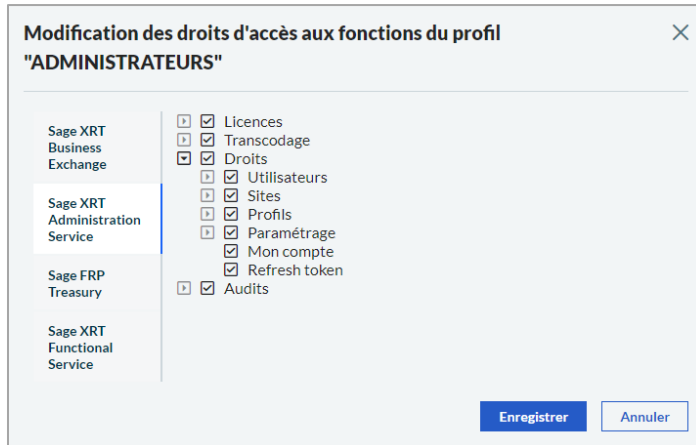 Modification des droits d'accès aux fonctions du profil
"ADMINISTRATEURS"
Sage XRT
Business
Exchange
Sage XRT
Administration
Service
Sage FRP
Treasury
Sage XRT
Functional
Service
Licences
Transcodage
Droits
Utilisateurs
Sites
Profils
Paramétrage
Mon compte
Refresh token
Audits
Enregistrer
Annuler